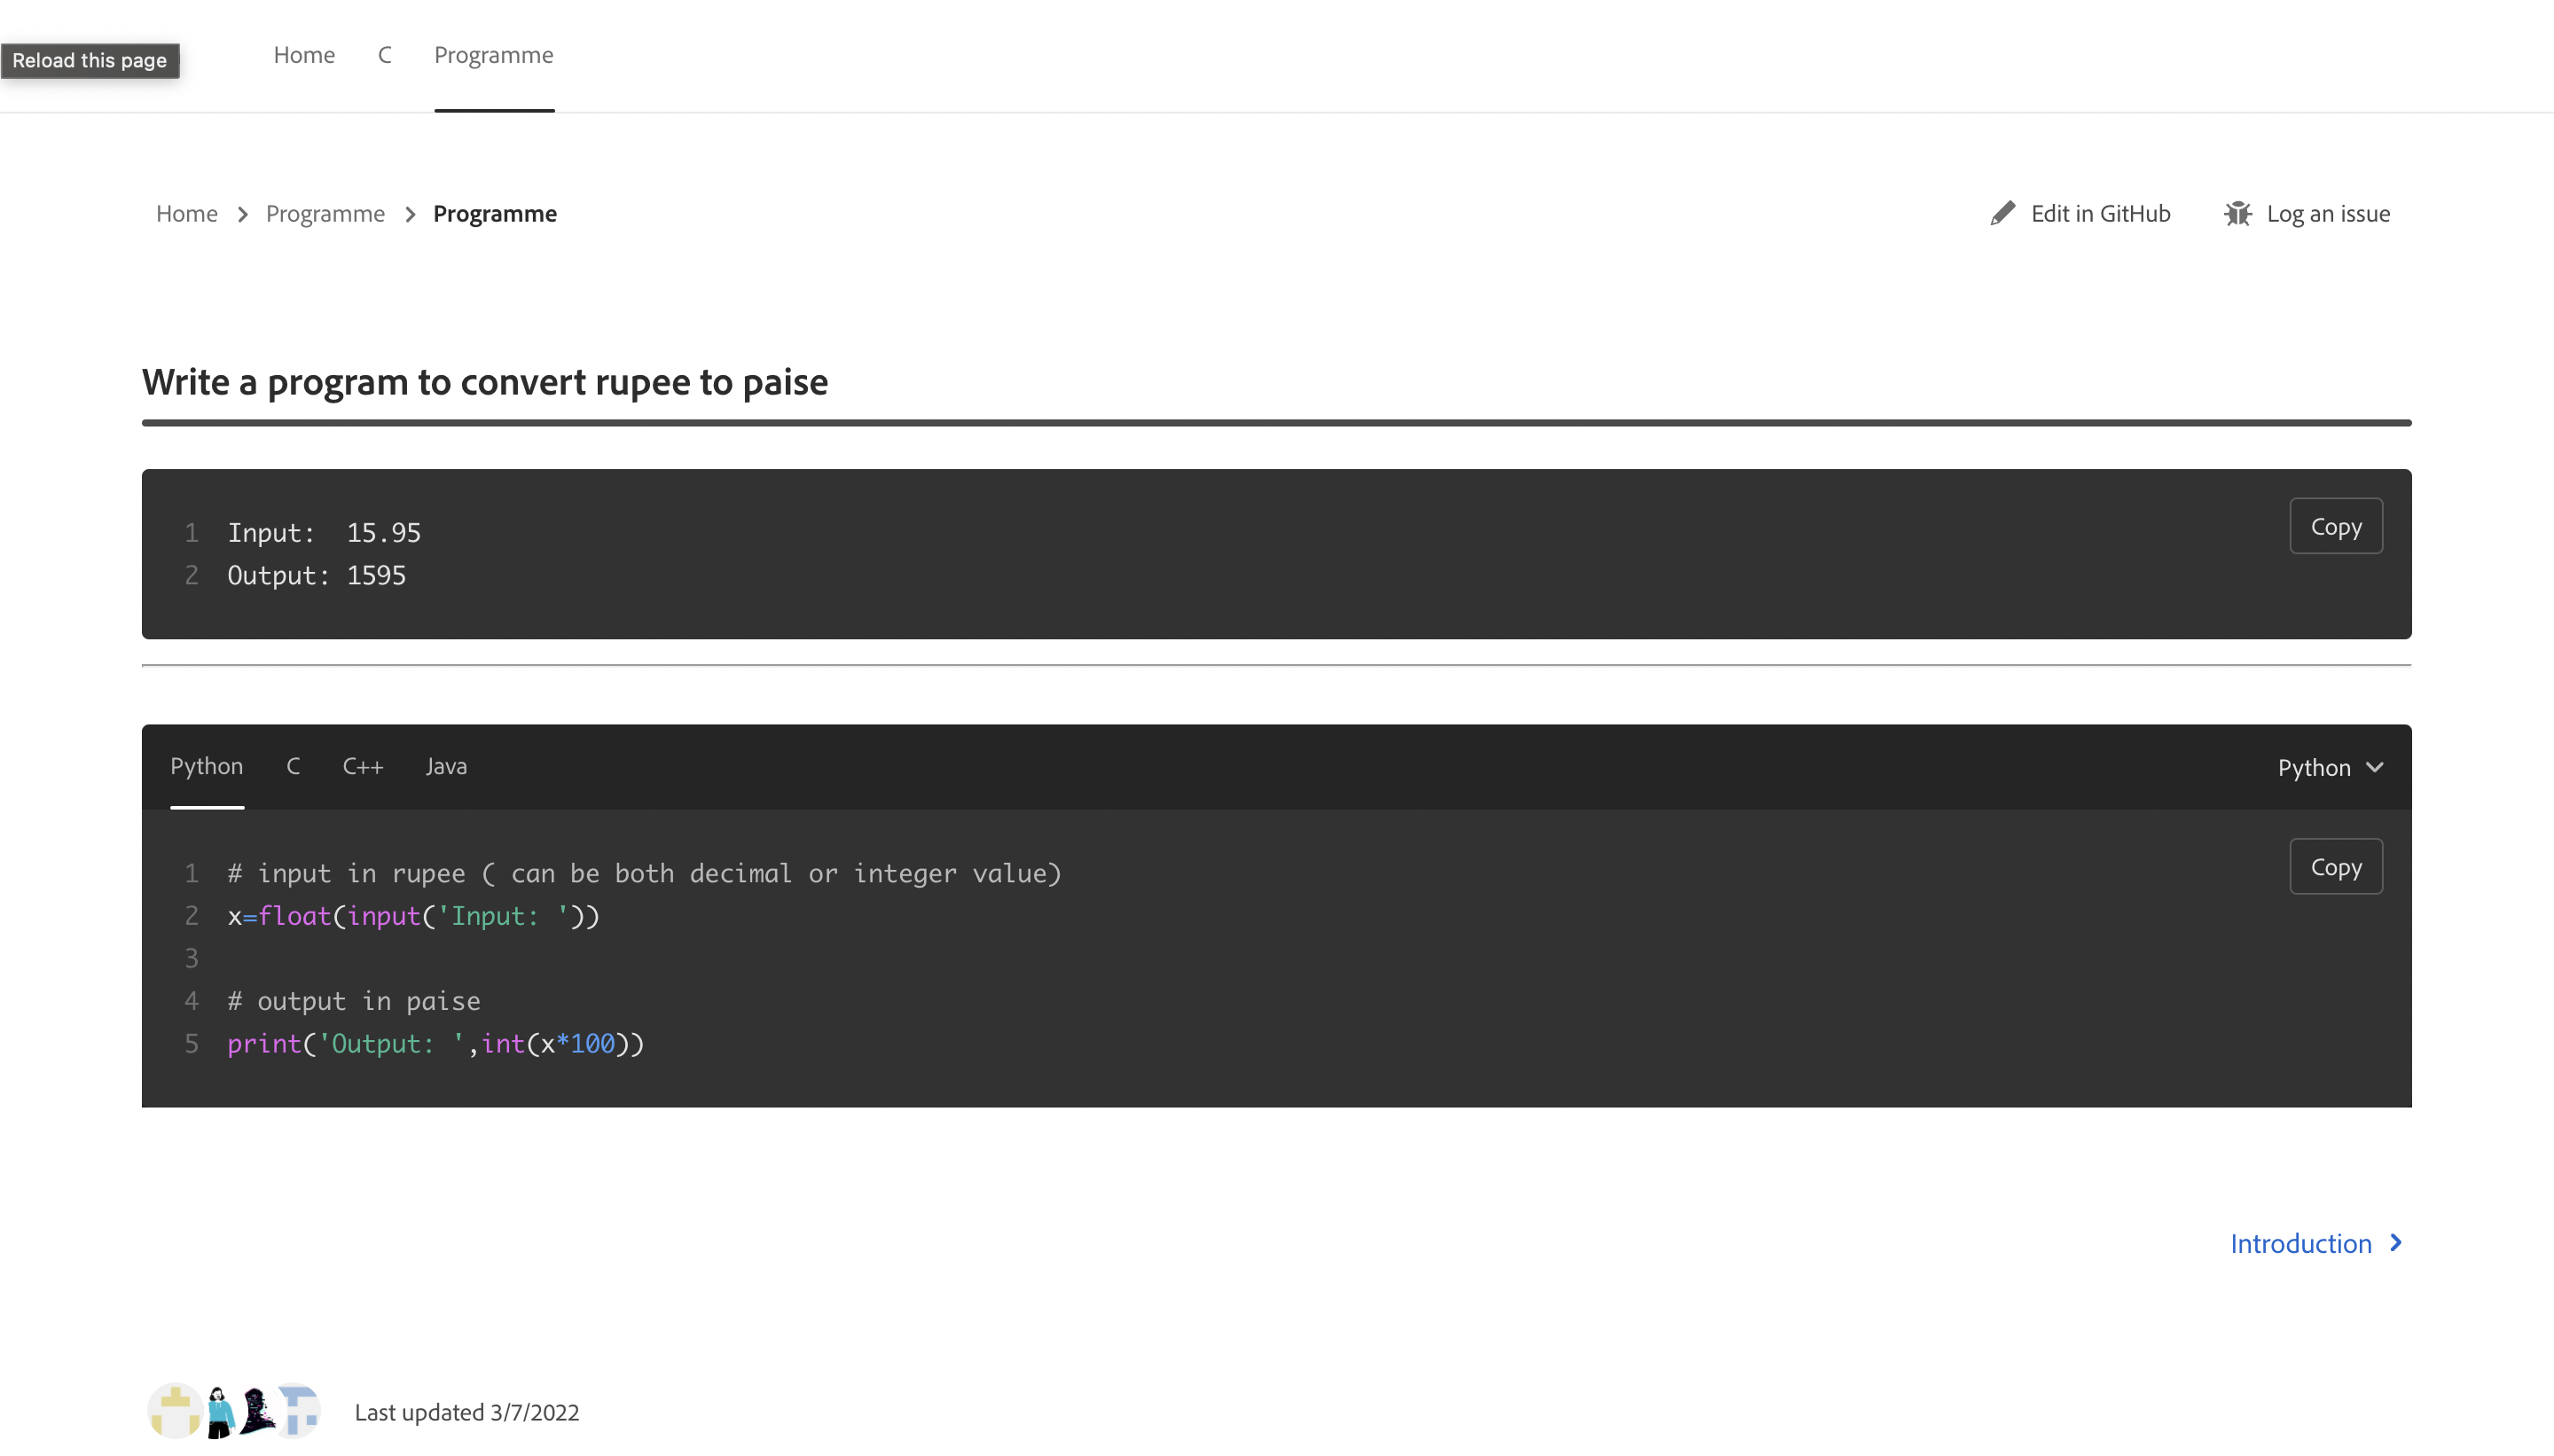 Home C Programme
Reload this page
Home Programme Programme
Edit in GitHub Log an issue
Write a program to convert rupee to paise
Copy
1 Input:  15.95
2 Output: 1595
Python C C++ Java
Python
Copy
1 # input in rupee ( can be both decimal or integer value)
2 x=float(input('Input: '))
3
4 # output in paise
5 print('Output: ',int(x*100))
Introduction
Last updated 3/7/2022